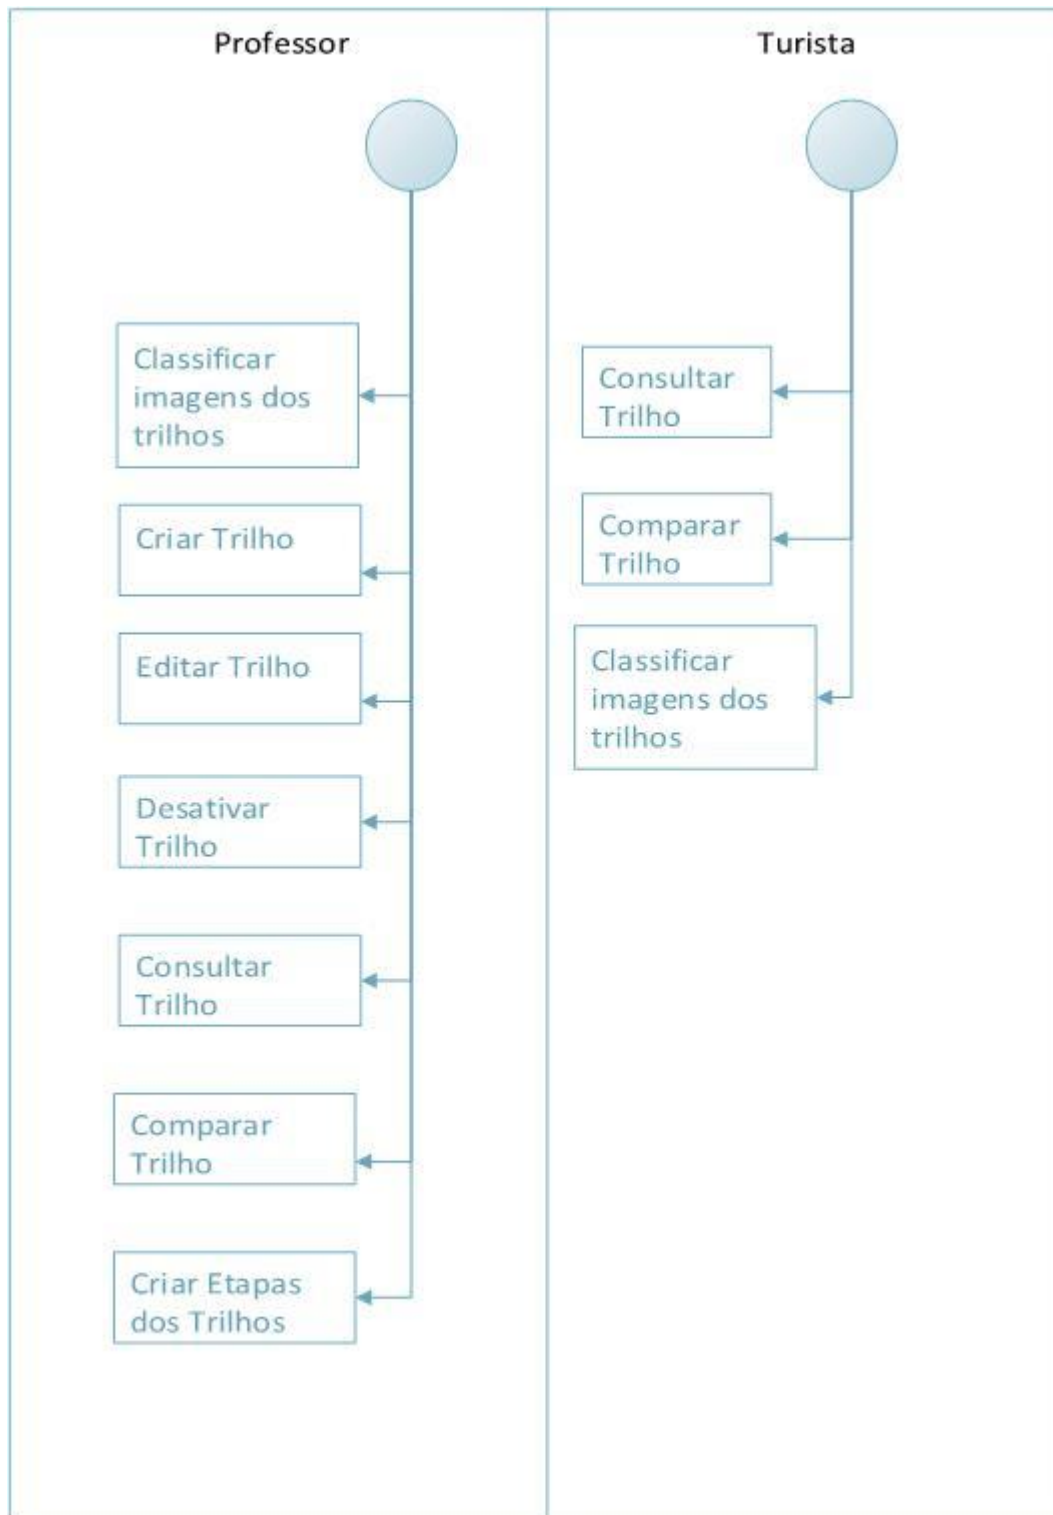 Professor
Classificar
imagens dos
trilhos
Criar Trilho
Editar Trilho
Desativar
Trilho
Consultar
Trilho
Comparar
Trilho
Criar Etapas
dos Trilhos
Turista
Consultar
Trilho
Comparar
Trilho
Classificar
imagens dos
trilhos